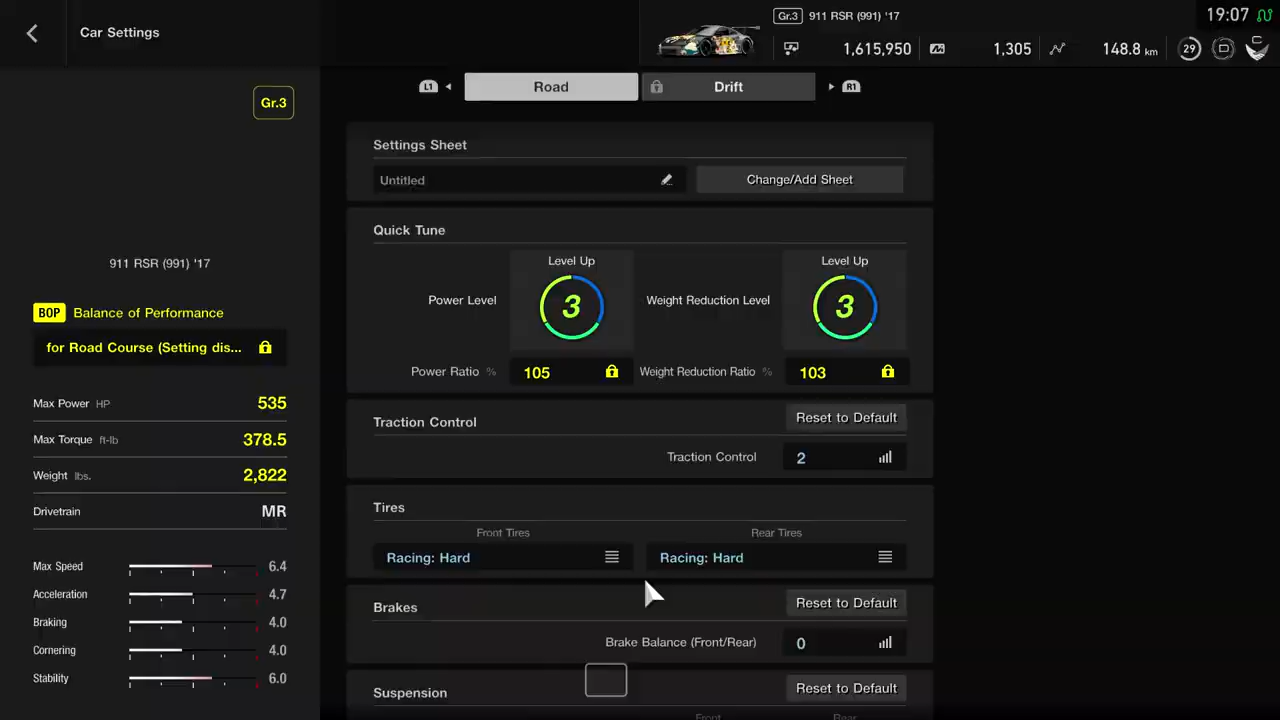 Car Settings
Gr.3 911 RSR (991) '17
19:07
1,615,950
1,305
148.8 km
29
D
C
L1
Road
Drift
R1
Gr.3
Settings Sheet
Untitled
Change/Add Sheet
Quick Tune
Level Up
Level Up
Power Level
3
Weight Reduction Level
3
Power Ratio %
105
Weight Reduction Ratio %
103
911 RSR (991) '17
BOP Balance of Performance
for Road Course (Setting dis...
Max Power HP
535
Max Torque ft-lb
378.5
Weight lbs.
2,822
Drivetrain
MR
Max Speed
6.4
Acceleration
4.7
Braking
4.0
Cornering
4.0
Stability
6.0
Traction Control
Reset to Default
Traction Control
2
Tires
Front Tires
Rear Tires
Racing: Hard
Racing: Hard
Brakes
Reset to Default
Brake Balance (Front/Rear)
0
Suspension
Reset to Default
Front
Rear